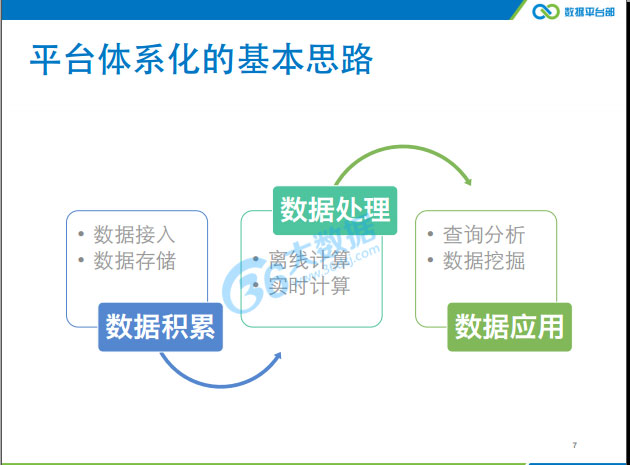 数据平台部
平台体系化的基本思路
• 数据接入
• 数据存储
数据积累
数据处理
• 离线计算
• 实时计算
• 查询分析
• 数据挖掘
数据应用
36大数据
7